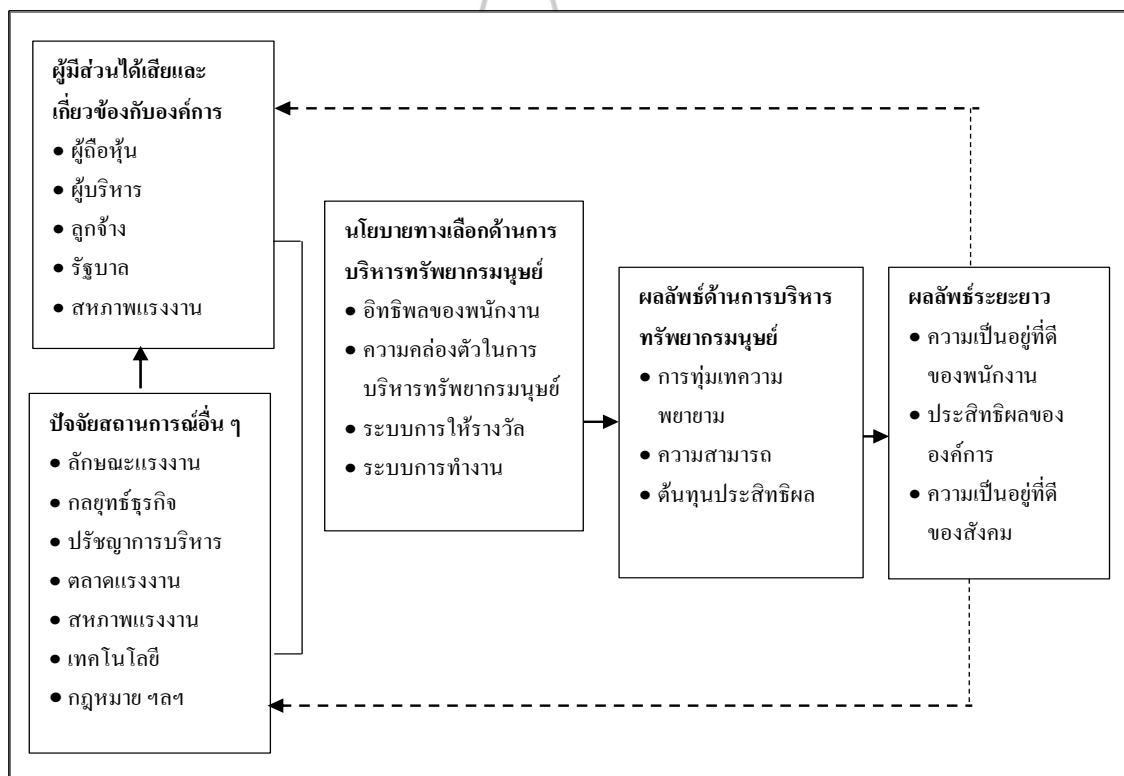 ผู้มีส่วนได้เสียและ
เกี่ยวข้องกับองค์การ
● ผู้ถือหุ้น
● ผู้บริหาร
● ลูกจ้าง
● รัฐบาล
● สหภาพแรงงาน
ปัจจัยสถานการณ์อื่น ๆ
● ลักษณะแรงงาน
● กลยุทธ์ธุรกิจ
● ปรัชญาการบริหาร
● ตลาดแรงงาน
● สหภาพแรงงาน
● เทคโนโลยี
● กฎหมาย ฯลฯ
นโยบายทางเลือกด้านการ
บริหารทรัพยากรมนุษย์
● อิทธิพลของพนักงาน
● ความคล่องตัวในการ
บริหารทรัพยากรมนุษย์
● ระบบการให้รางวัล
● ระบบการทำงาน
ผลลัพธ์ด้านการบริหาร
ทรัพยากรมนุษย์
● การทุ่มเทความ
พยายาม
● ความสามารถ
● ต้นทุนประสิทธิผล
ผลลัพธ์ระยะยาว
● ความเป็นอยู่ที่ดี
ของพนักงาน
● ประสิทธิผลของ
องค์การ
● ความเป็นอยู่ที่ดี
ของสังคม